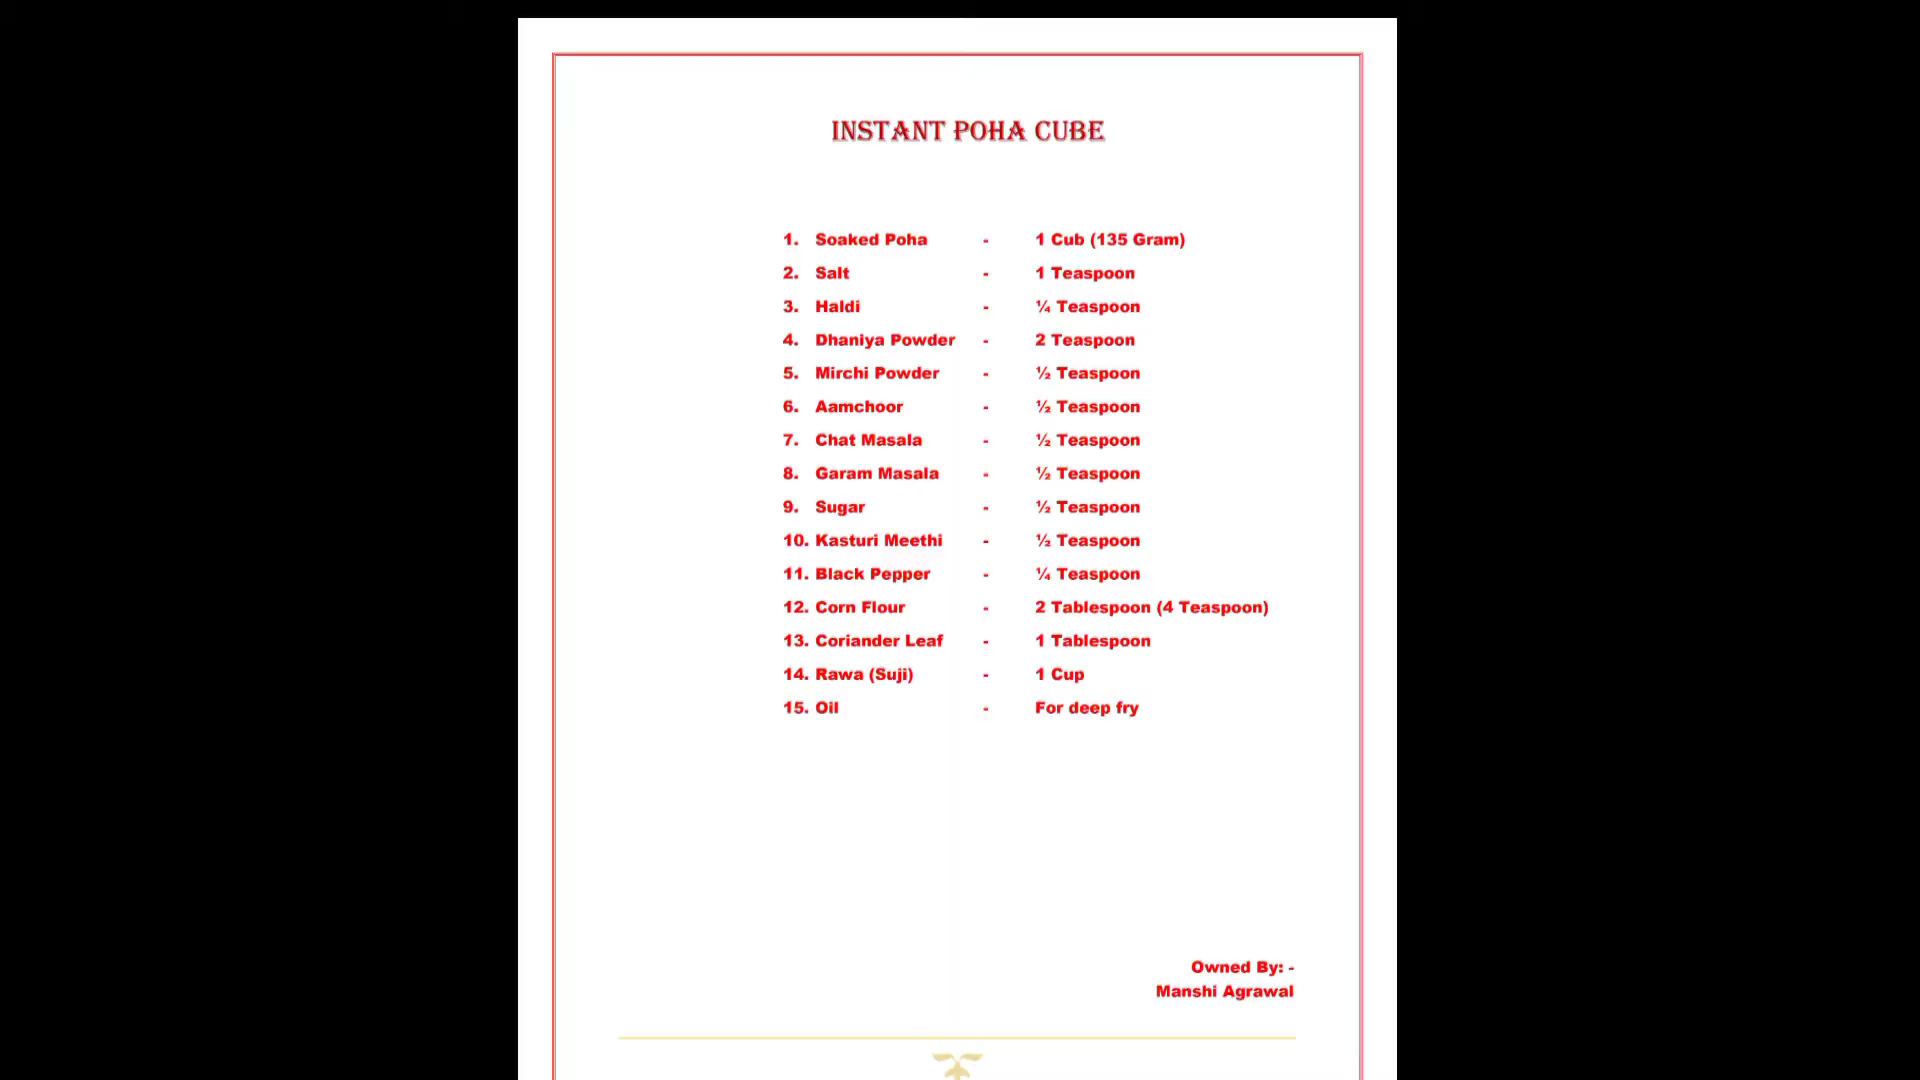 INSTANT POHA CUBE
1. Soaked Poha - 1 Cub (135 Gram)
2. Salt - 1 Teaspoon
3. Haldi - ¼ Teaspoon
4. Dhaniya Powder - 2 Teaspoon
5. Mirchi Powder - ½ Teaspoon
6. Aamchoor - ½ Teaspoon
7. Chat Masala - ½ Teaspoon
8. Garam Masala - ½ Teaspoon
9. Sugar - ½ Teaspoon
10. Kasturi Meethi - ½ Teaspoon
11. Black Pepper - ¼ Teaspoon
12. Corn Flour - 2 Tablespoon (4 Teaspoon)
13. Coriander Leaf - 1 Tablespoon
14. Rawa (Suji) - 1 Cup
15. Oil - For deep fry
Owned By: -
Manshi Agrawal